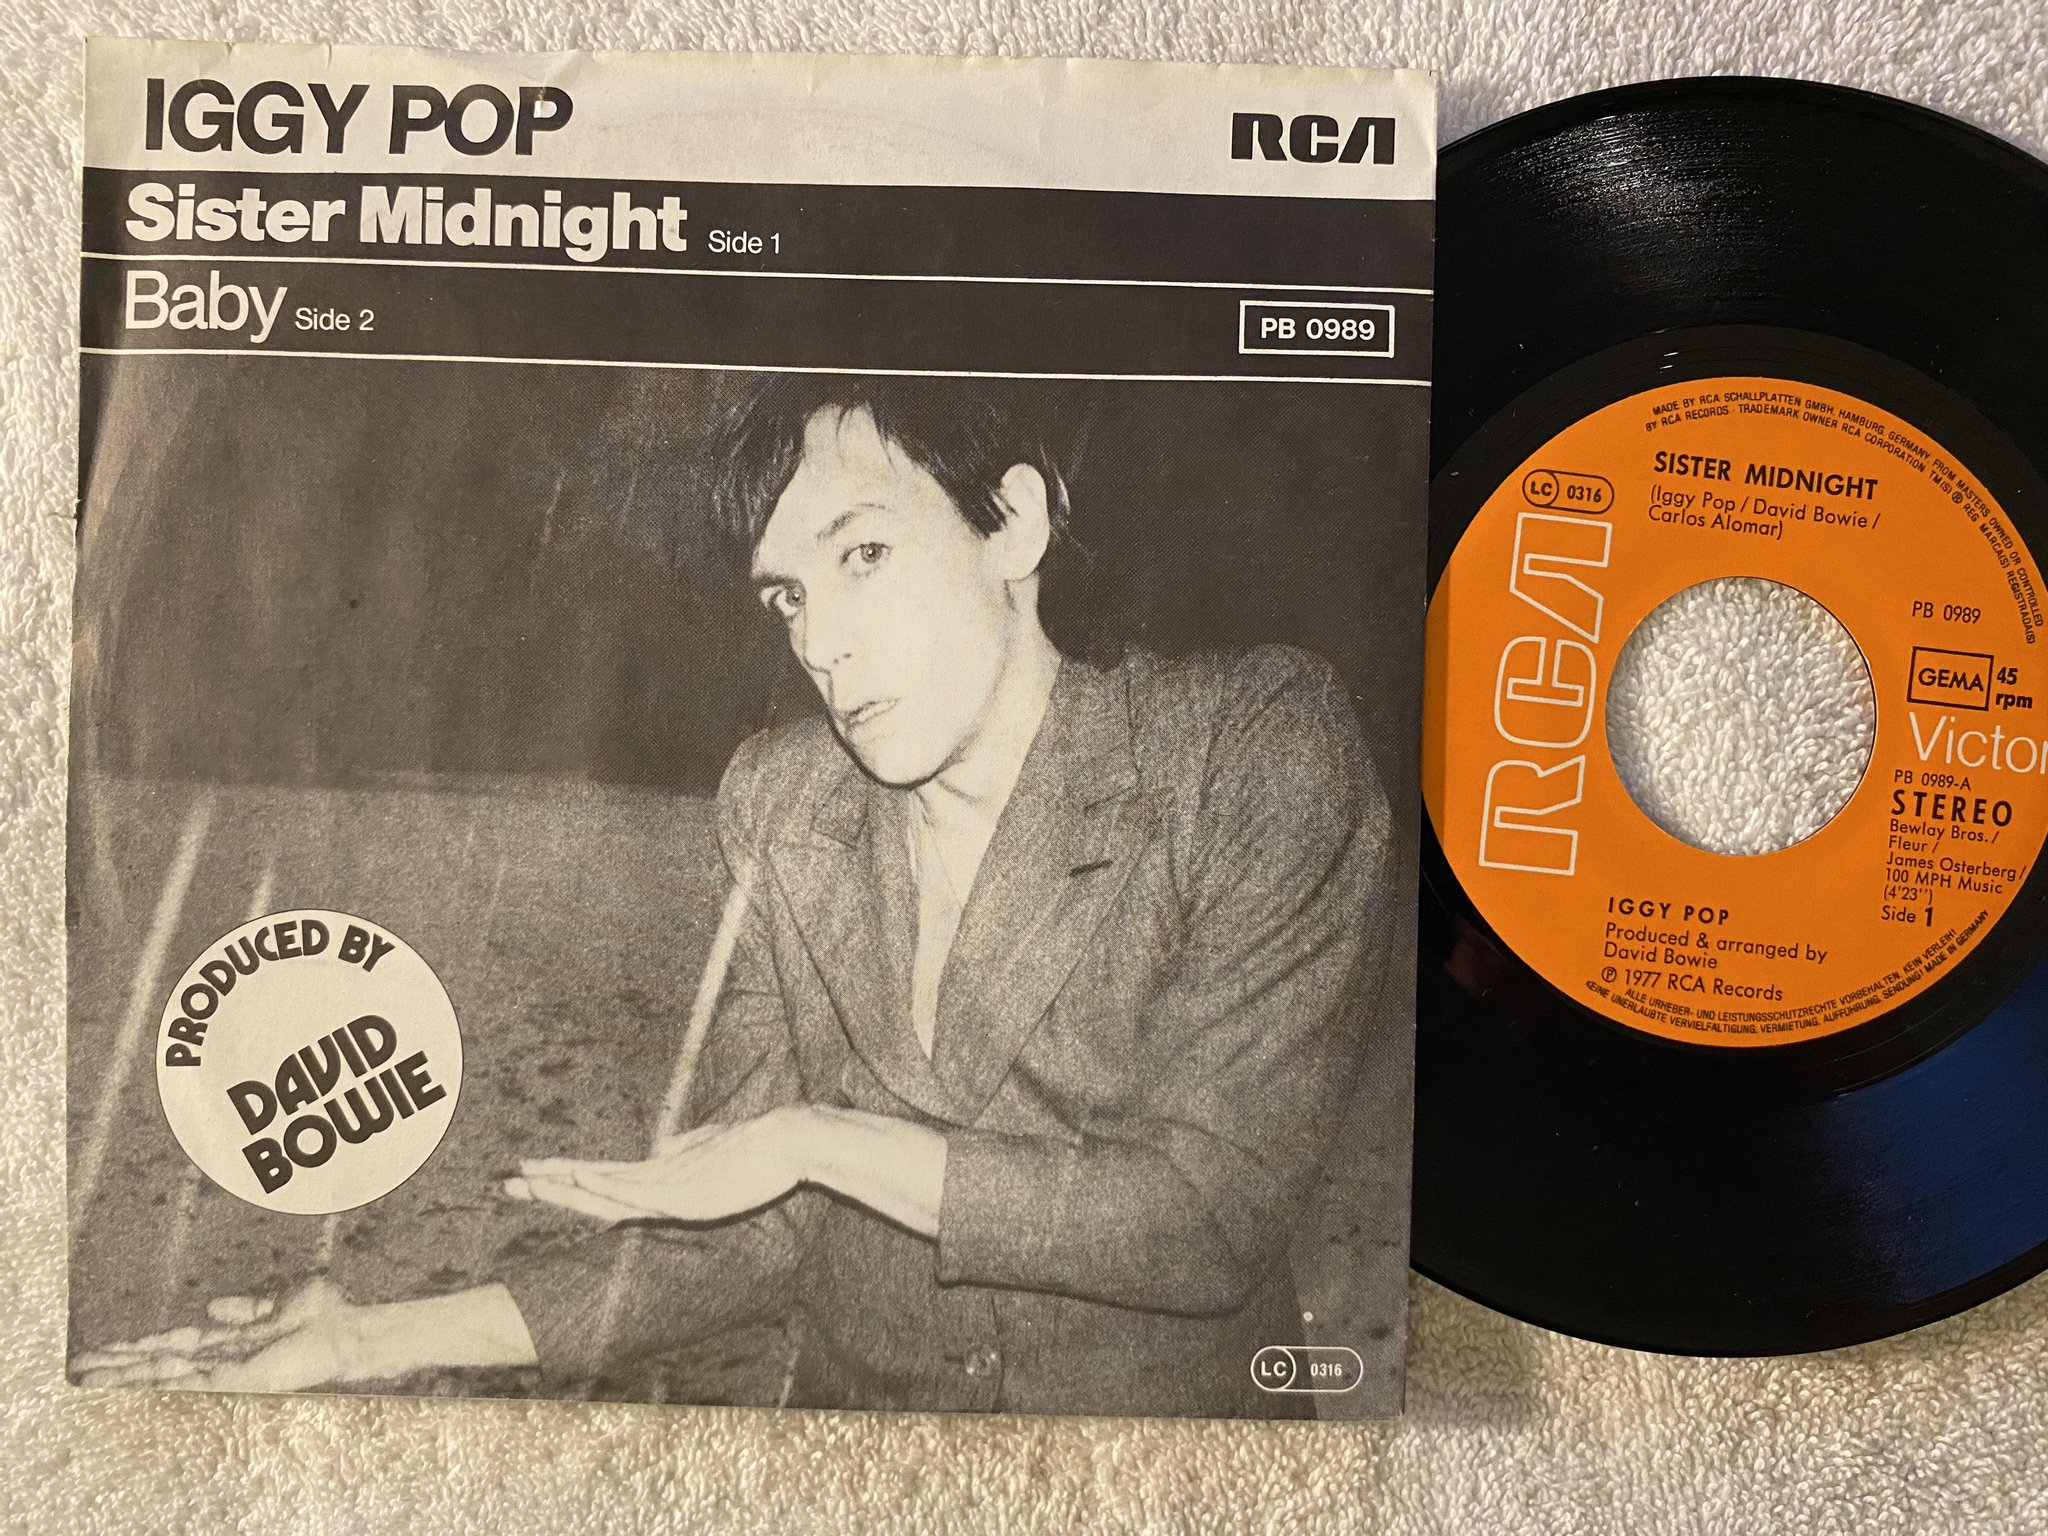 IGGY POP
RCA
Sister Midnight Side 1
Baby Side 2
PB 0989
PRODUCED BY
DAVID
BOWIE
LC 0316
MADE BY RCA SCHALLPLATTEN GMBH, HAMBURG, GERMANY, FROM MASTERS OWNED OR CONTROLLED
BY RCA RECORDS · TRADEMARK OWNER RCA CORPORATION TM(S) ® REG. MARCA(S) REGISTRADA(S)
SISTER MIDNIGHT
(Iggy Pop / David Bowie /
Carlos Alomar)
LC 0316
RCA
PB 0989
GEMA
45
rpm
Victor
PB 0989-A
STEREO
Bewlay Bros. /
Fleur /
James Osterberg /
100 MPH Music
(4'23'')
Side 1
IGGY POP
Produced & arranged by
David Bowie
℗ 1977 RCA Records
ALLE URHEBER- UND LEISTUNGSSCHUTZRECHTE VORBEHALTEN. KEIN VERLEIH!
KEINE UNERLAUBTE VERVIELFÄLTIGUNG, VERMIETUNG, AUFFÜHRUNG, SENDUNG! MADE IN GERMANY